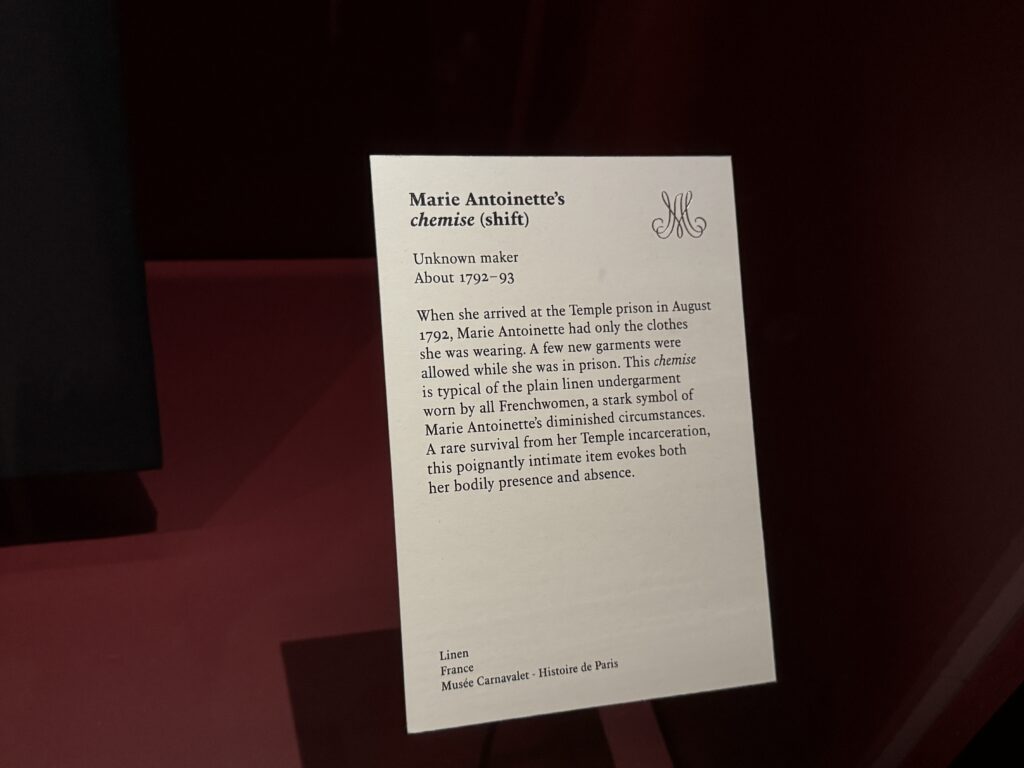 Marie Antoinette’s
chemise (shift)
Unknown maker
About 1792–93
When she arrived at the Temple prison in August
1792, Marie Antoinette had only the clothes
she was wearing. A few new garments were
allowed while she was in prison. This chemise
is typical of the plain linen undergarment
worn by all Frenchwomen, a stark symbol of
Marie Antoinette’s diminished circumstances.
A rare survival from her Temple incarceration,
this poignantly intimate item evokes both
her bodily presence and absence.
Linen
France
Musée Carnavalet - Histoire de Paris